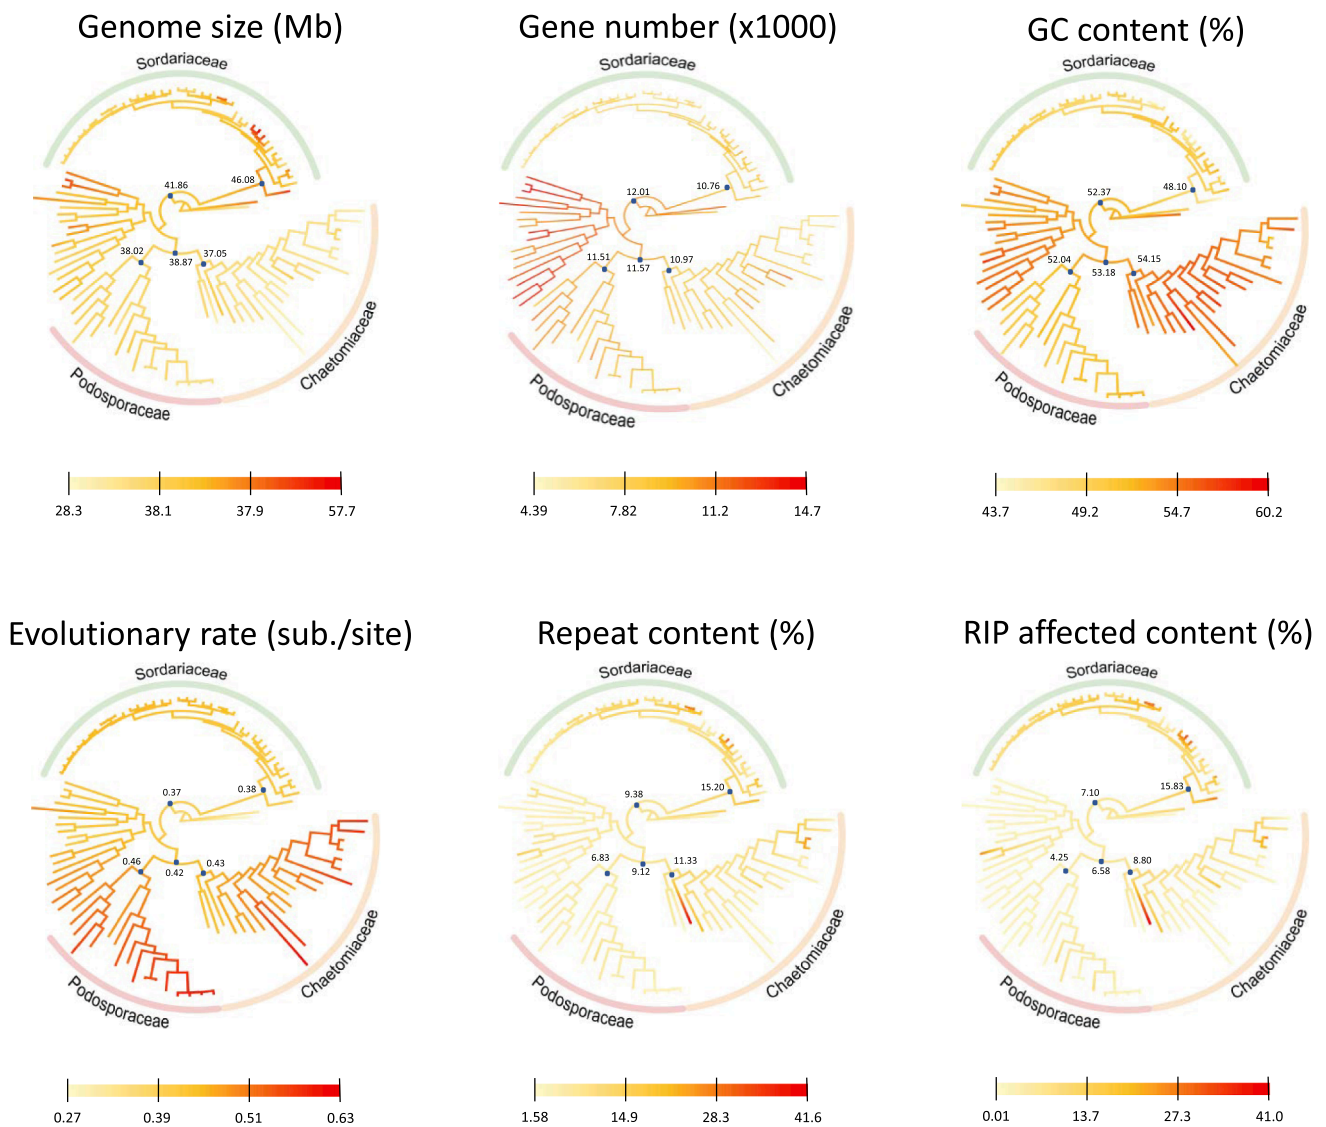 Genome size (Mb)
Sordariaceae
41.86
46.08
38.02
38.87
37.05
Podosporaceae
Chaetomiaceae
28.3 38.1 37.9 57.7
Gene number (x1000)
Sordariaceae
12.01
10.76
11.51
11.57
10.97
Podosporaceae
Chaetomiaceae
4.39 7.82 11.2 14.7
GC content (%)
Sordariaceae
52.37
48.10
52.04
53.18
54.15
Podosporaceae
Chaetomiaceae
43.7 49.2 54.7 60.2
Evolutionary rate (sub./site)
Sordariaceae
0.37
0.38
0.46
0.42
0.43
Podosporaceae
Chaetomiaceae
0.27 0.39 0.51 0.63
Repeat content (%)
Sordariaceae
9.38
15.20
6.83
9.12
11.33
Podosporaceae
Chaetomiaceae
1.58 14.9 28.3 41.6
RIP affected content (%)
Sordariaceae
7.10
15.83
4.25
6.58
8.80
Podosporaceae
Chaetomiaceae
0.01 13.7 27.3 41.0